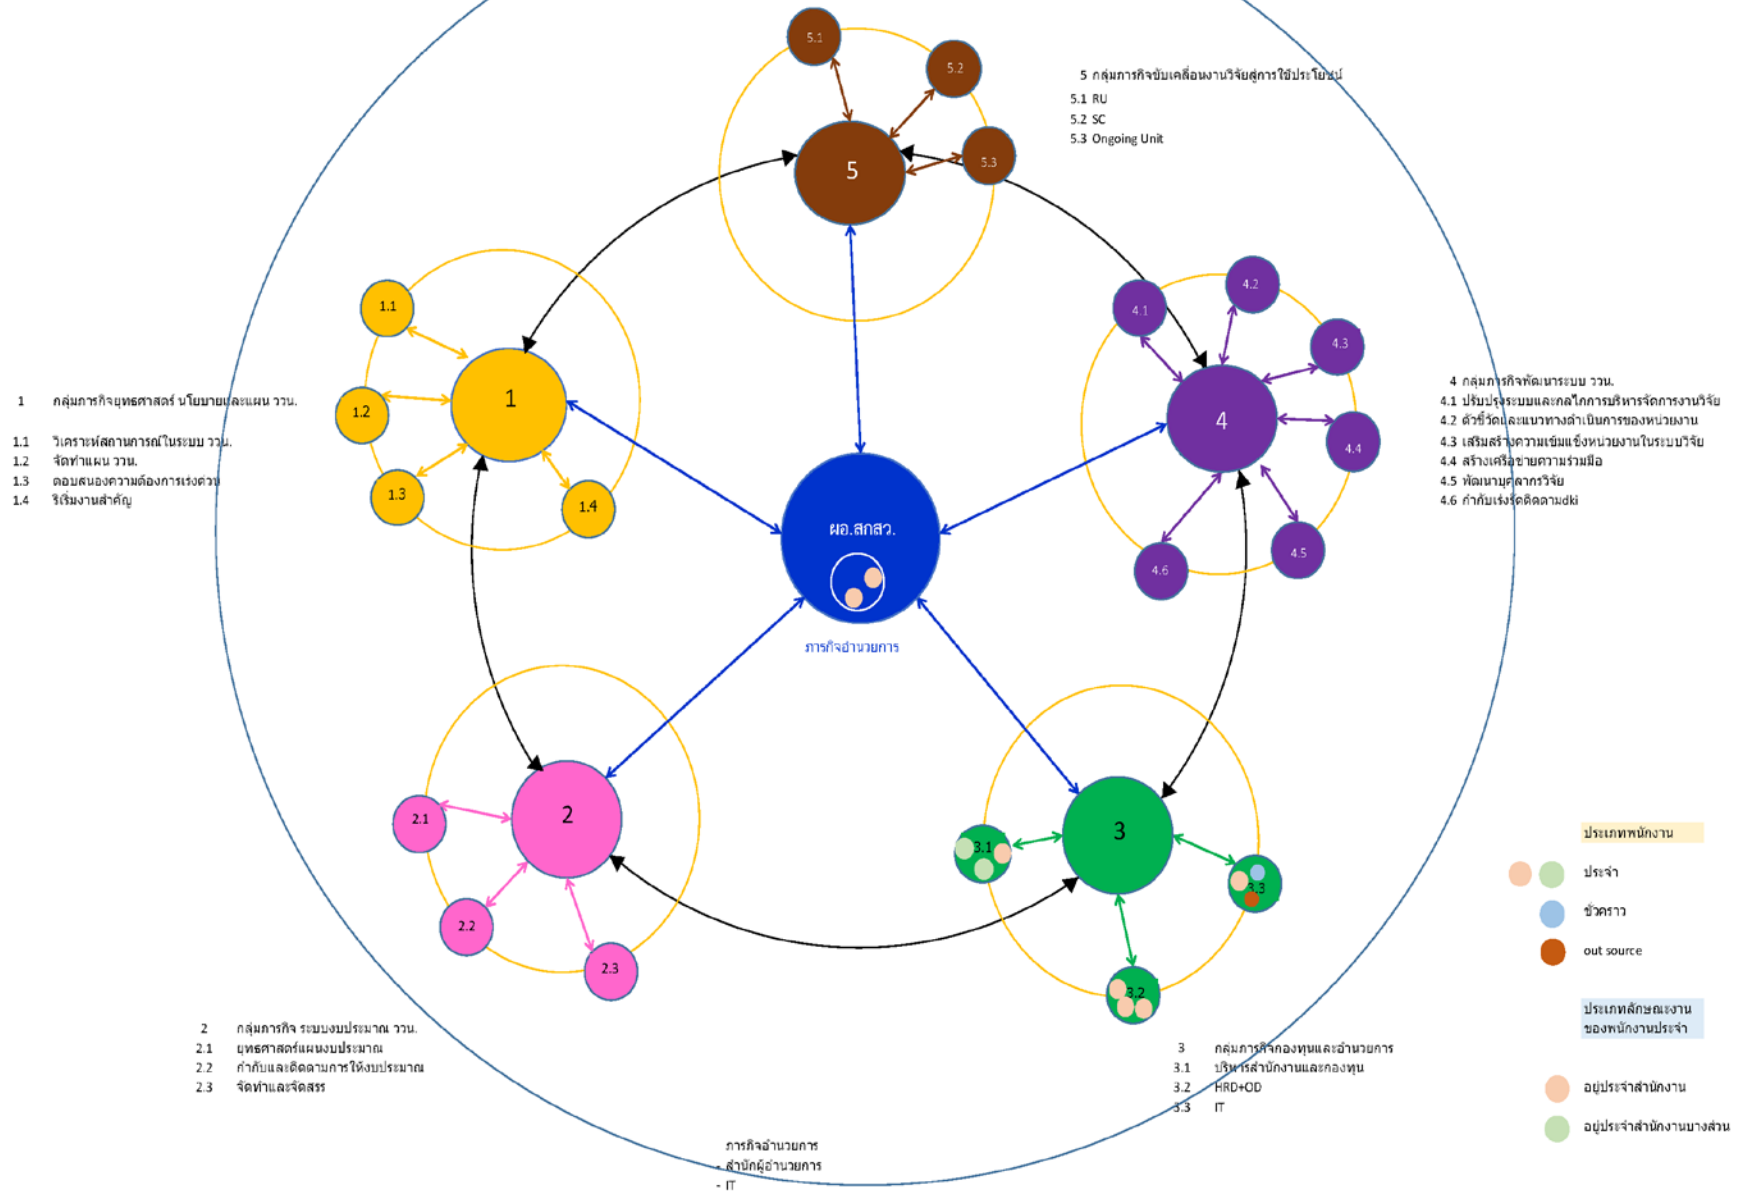 5.1
5.2
5.3
5
5 กลุ่มภารกิจขับเคลื่อนงานวิจัยสู่การใช้ประโยชน์
5.1 RU
5.2 SC
5.3 Ongoing Unit
1.1
1.2
1.3
1.4
1
1 กลุ่มภารกิจยุทธศาสตร์ นโยบายและแผน ววน.
1.1 วิเคราะห์สถานการณ์ในระบบ ววน.
1.2 จัดทำแผน ววน.
1.3 ตอบสนองความต้องการเร่งด่วน
1.4 ริเริ่มงานสำคัญ
4.1
4.2
4.3
4.4
4.5
4.6
4
4 กลุ่มภารกิจพัฒนาระบบ ววน.
4.1 ปรับปรุงระบบและกลไกการบริหารจัดการงานวิจัย
4.2 ตัวชี้วัดและแนวทางดำเนินการของหน่วยงาน
4.3 เสริมสร้างความเข้มแข็งหน่วยงานในระบบวิจัย
4.4 สร้างเครือข่ายความร่วมมือ
4.5 พัฒนาบุคลากรวิจัย
4.6 กำกับเร่งรัดติดตามdki
ผอ.สกสว.
ภารกิจอำนวยการ
2
2.1
2.2
2.3
2 กลุ่มภารกิจ ระบบงบประมาณ ววน.
2.1 ยุทธศาสตร์แผนงบประมาณ
2.2 กำกับและติดตามการให้งบประมาณ
2.3 จัดทำและจัดสรร
3
3.1
3.2
3.3
3 กลุ่มภารกิจกองทุนและอำนวยการ
3.1 บริหารสำนักงานและกองทุน
3.2 HRD+OD
3.3 IT
ภารกิจอำนวยการ
- สำนักผู้อำนวยการ
- IT
ประเภทพนักงาน
ประจำ
ชั่วคราว
out source
ประเภทลักษณะงาน
ของพนักงานประจำ
อยู่ประจำสำนักงาน
อยู่ประจำสำนักงานบางส่วน